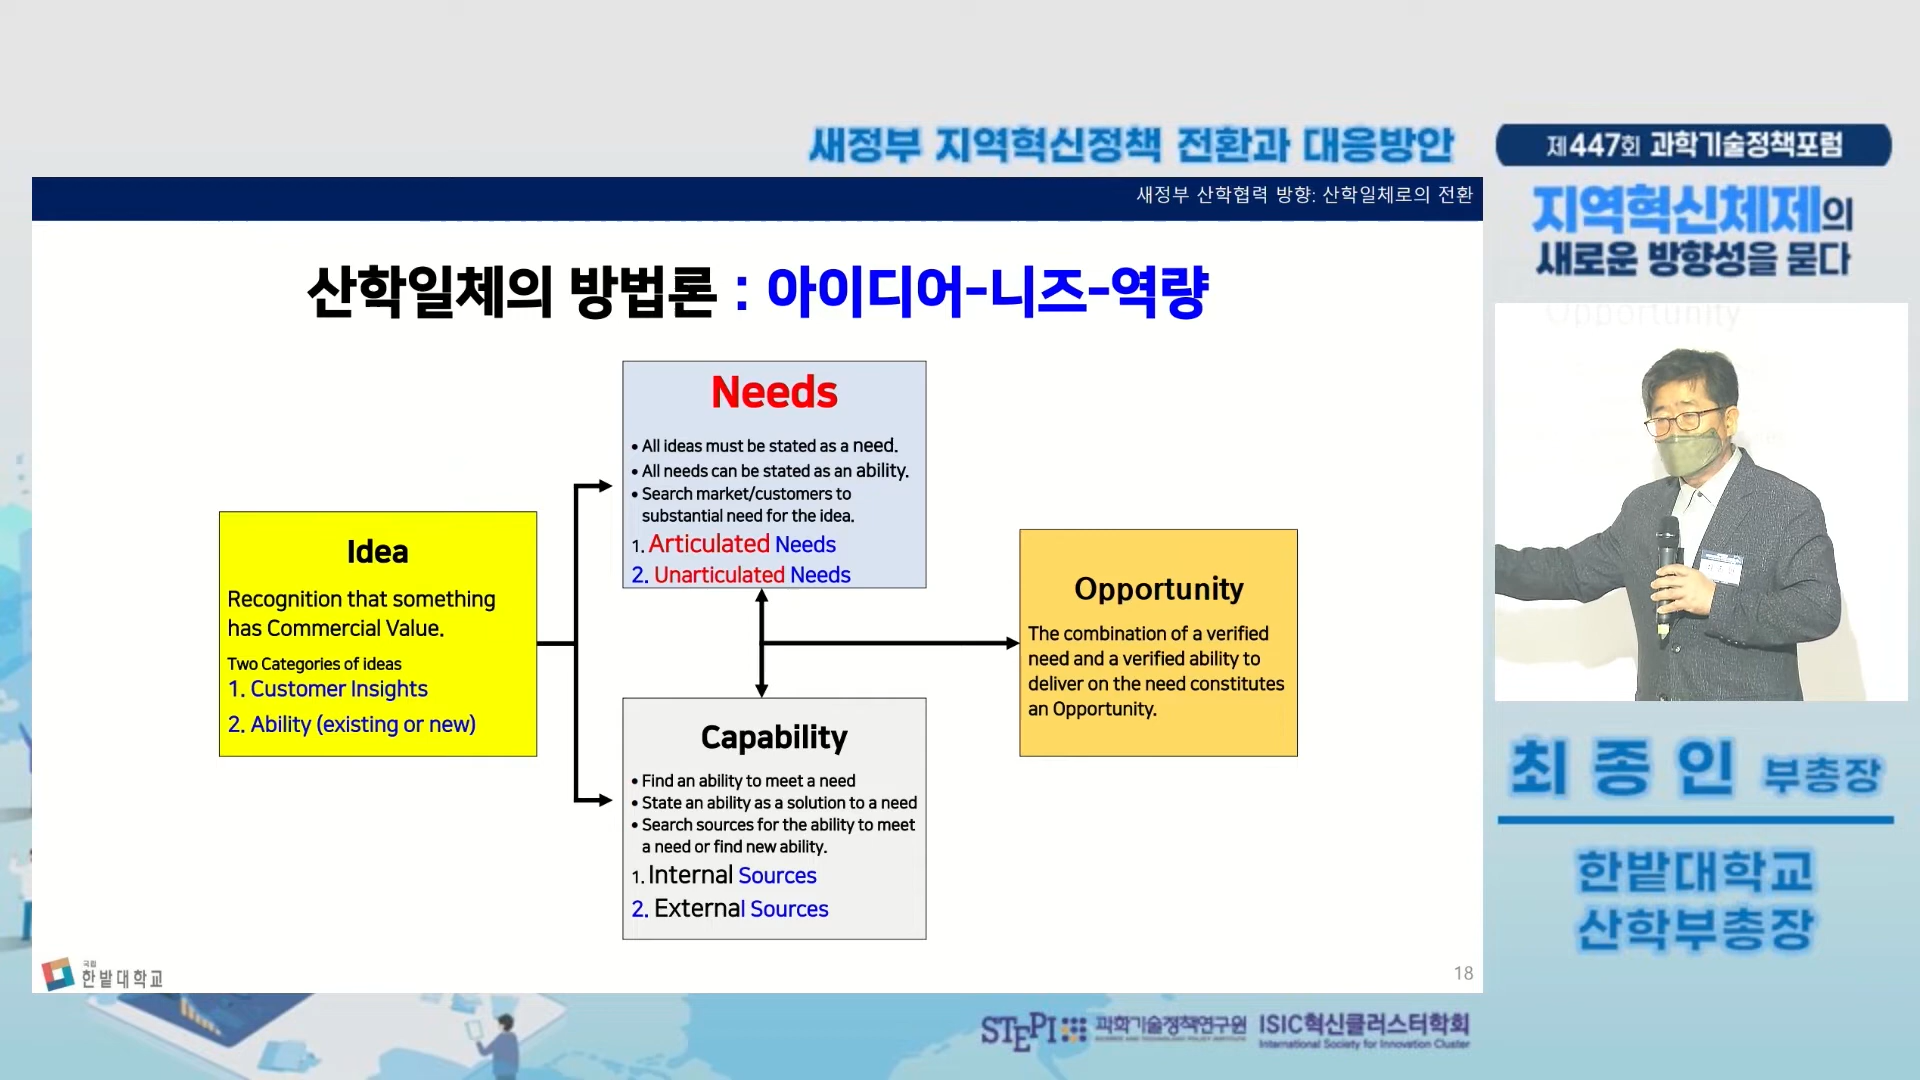 새정부 지역혁신정책 전환과 대응방안
제447회 과학기술정책포럼
지역혁신체제의
새로운 방향성을 묻다
새정부 산학협력 방향: 산학일체로의 전환
산학일체의 방법론 : 아이디어-니즈-역량
Idea
Recognition that something
has Commercial Value.
Two Categories of ideas
1. Customer Insights
2. Ability (existing or new)
Needs
• All ideas must be stated as a need.
• All needs can be stated as an ability.
• Search market/customers to
substantial need for the idea.
1. Articulated Needs
2. Unarticulated Needs
Capability
• Find an ability to meet a need
• State an ability as a solution to a need
• Search sources for the ability to meet
a need or find new ability.
1. Internal Sources
2. External Sources
Opportunity
The combination of a verified
need and a verified ability to
deliver on the need constitutes
an Opportunity.
국립
한밭대학교
18
Opportunity
최종인 부총장
한밭대학교
산학부총장
STEPI 과학기술정책연구원
SCIENCE AND TECHNOLOGY POLICY INSTITUTE
ISIC혁신클러스터학회
International Society for Innovation Cluster